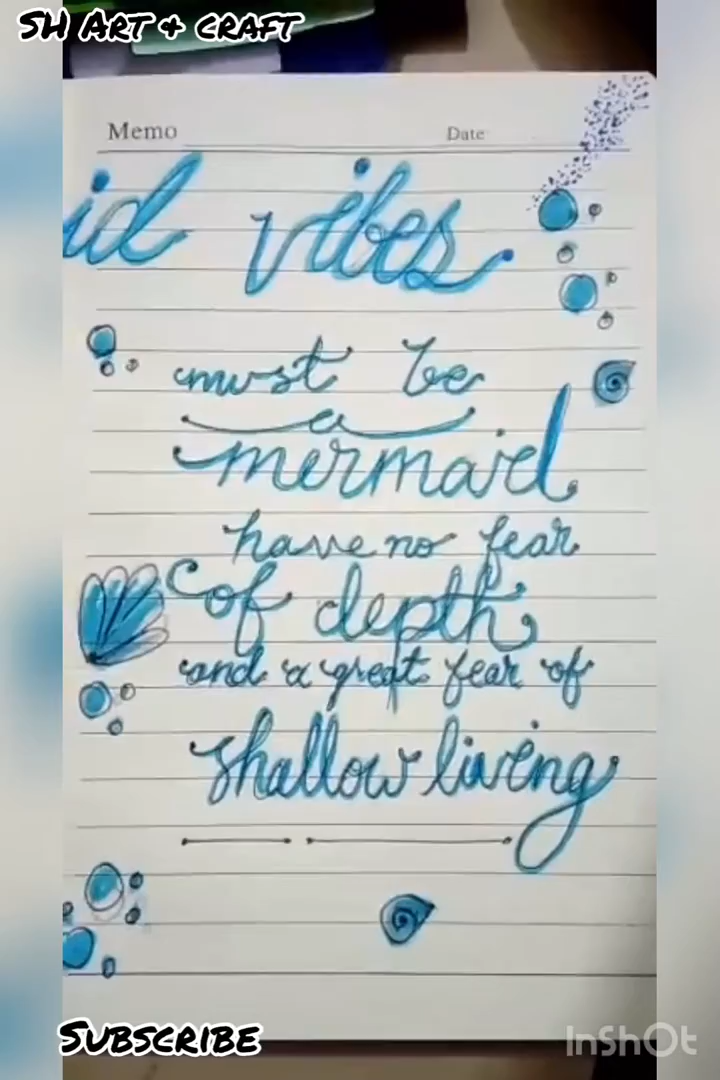 SH Art & craft
Memo
Date
id vibes
must be
a
mermaid
have no fear
of depth
and a great fear of
shallow living
Subscribe
InShOt